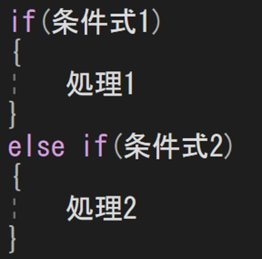 if(条件式1)
{
処理1
}
else if(条件式2)
{
処理2
}